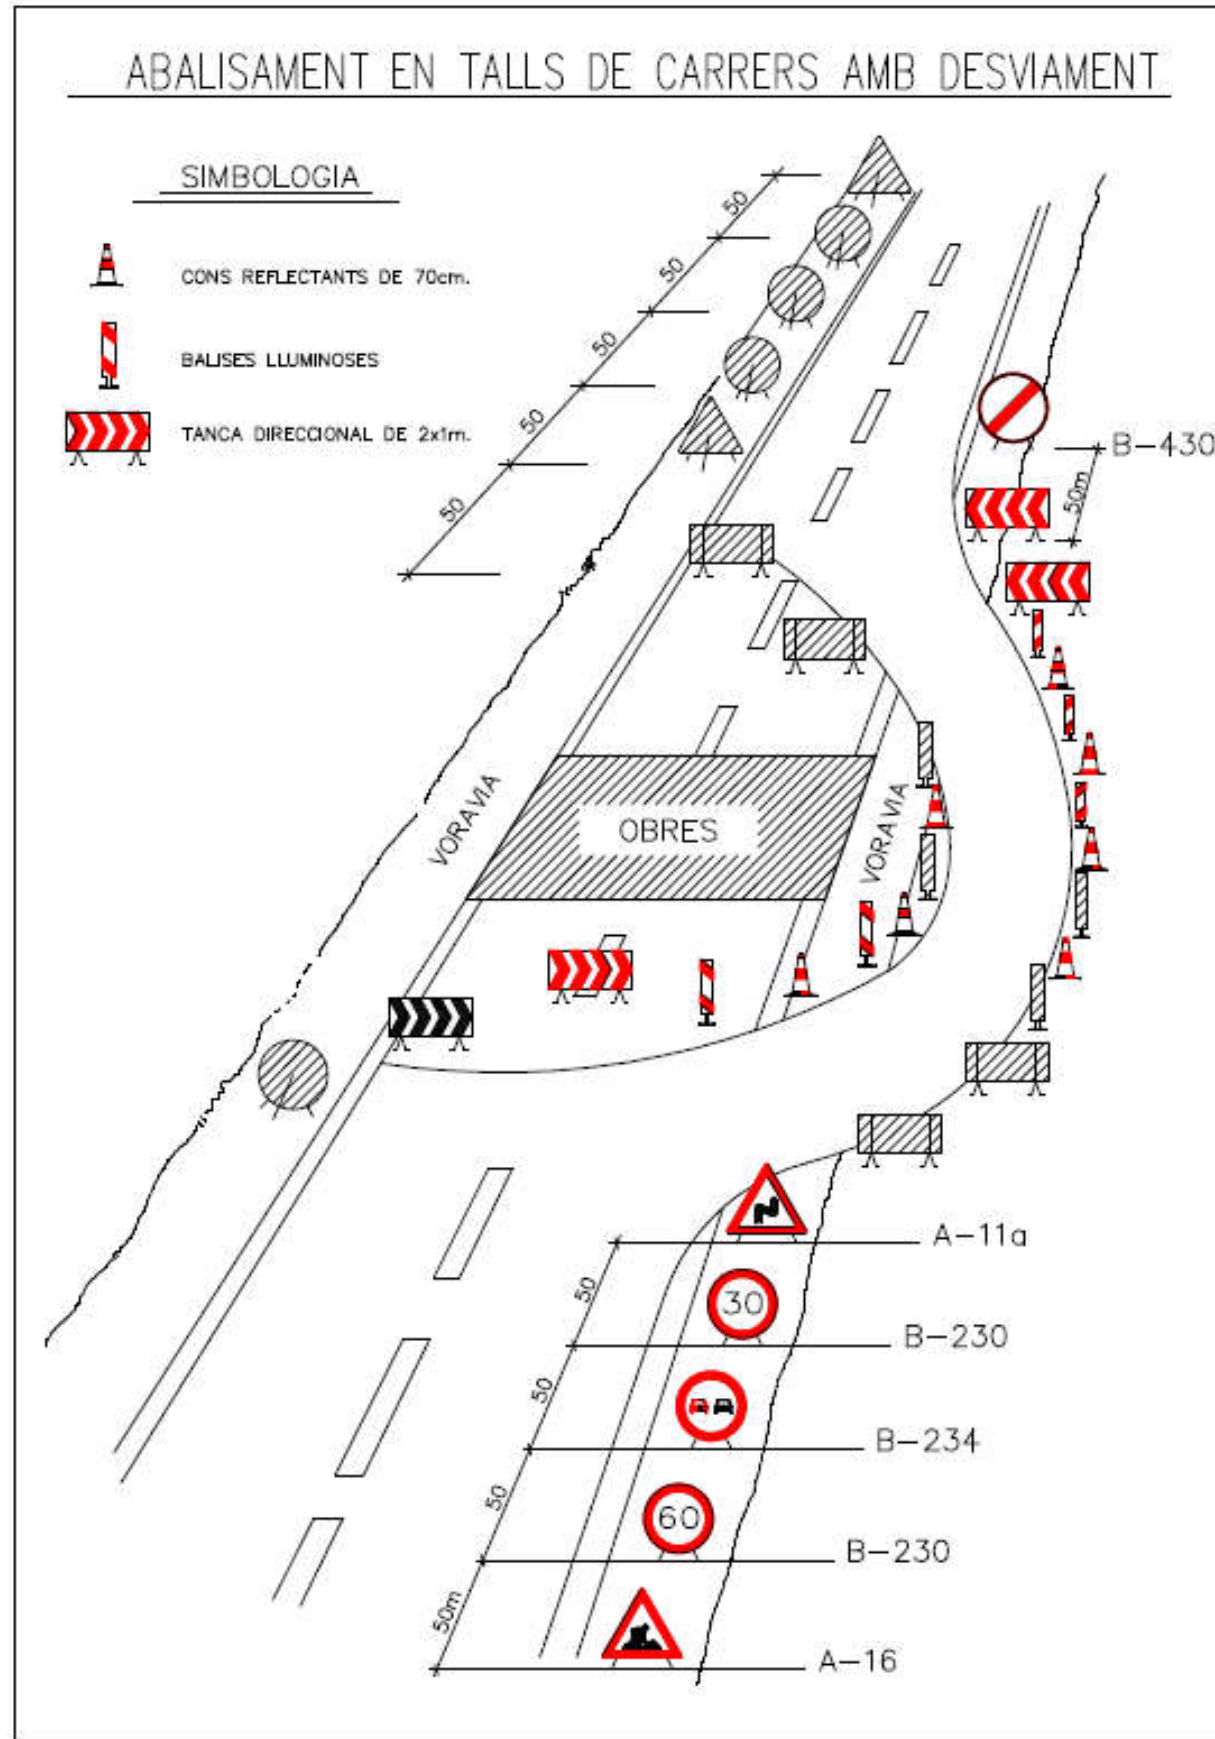 ABALISAMENT EN TALLS DE CARRERS AMB DESVIAMENT
SIMBOLOGIA
CONS REFLECTANTS DE 70cm.
BALISES LLUMINOSES
TANCA DIRECCIONAL DE 2x1m.
50
50
50
50
50
B-430
50m
VORAVIA
OBRES
VORAVIA
A-11a
50
30
B-230
50
B-234
50
60
B-230
50m
A-16